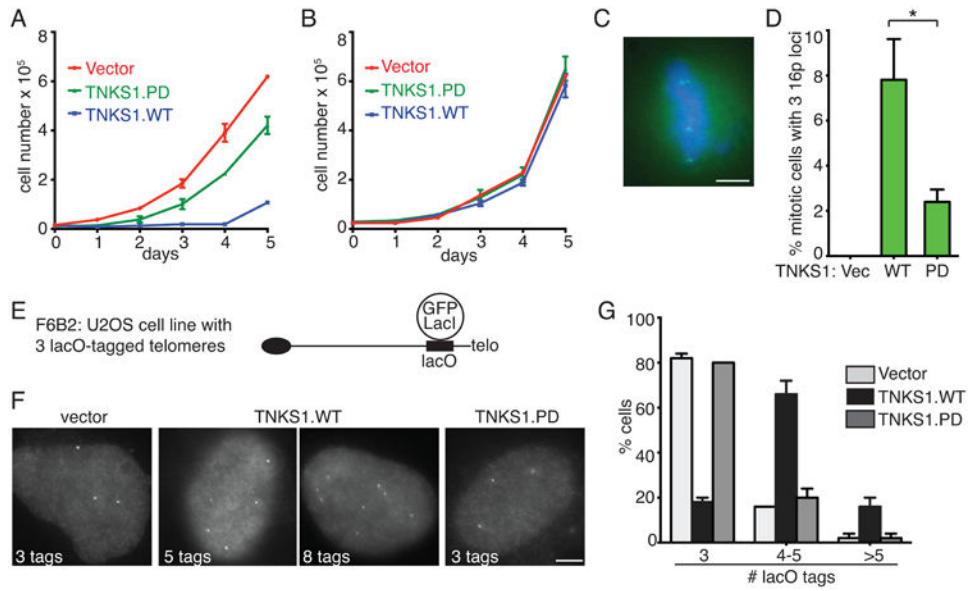 A
8
6
4
2
0
cell number x 10⁵
Vector
TNKS1.PD
TNKS1.WT
0 1 2 3 4 5
days
B
8
6
4
2
0
cell number x 10⁵
Vector
TNKS1.PD
TNKS1.WT
0 1 2 3 4 5
days
C
D
*
10
8
6
4
2
0
% mitotic cells with 3 16p loci
TNKS1: Vec WT PD
E
F6B2: U2OS cell line with
3 lacO-tagged telomeres
GFP
LacI
telo
lacO
F
vector TNKS1.WT TNKS1.PD
3 tags 5 tags 8 tags 3 tags
G
80
60
40
20
0
% cells
Vector
TNKS1.WT
TNKS1.PD
3 4-5 >5
# lacO tags